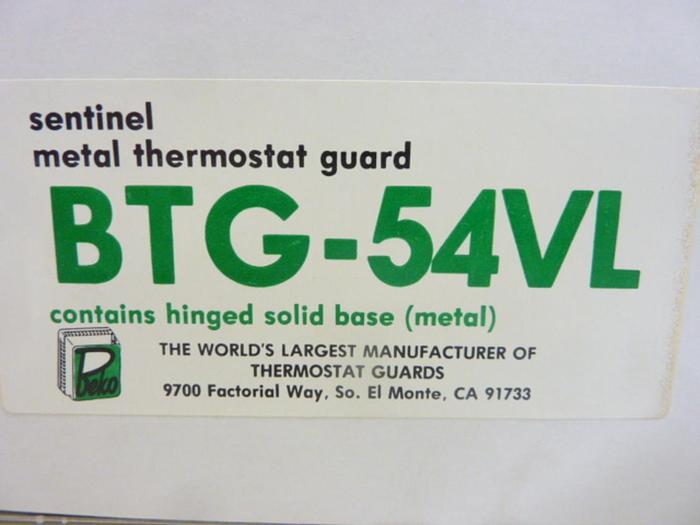 sentinel
metal thermostat guard
BTG-54VL
contains hinged solid base (metal)
Beko
THE WORLD'S LARGEST MANUFACTURER OF
THERMOSTAT GUARDS
9700 Factorial Way, So. El Monte, CA 91733